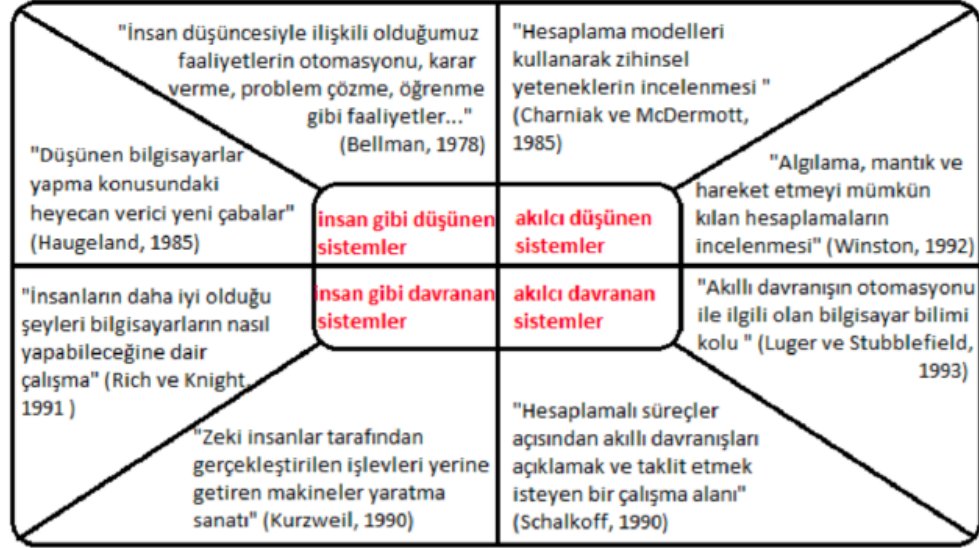 "İnsan düşüncesiyle ilişkili olduğumuz
faaliyetlerin otomasyonu, karar
verme, problem çözme, öğrenme
gibi faaliyetler..."
(Bellman, 1978)
"Hesaplama modelleri
kullanarak zihinsel
yeteneklerin incelenmesi "
(Charniak ve McDermott,
1985)
"Düşünen bilgisayarlar
yapma konusundaki
heyecan verici yeni çabalar"
(Haugeland, 1985)
"Algılama, mantık ve
hareket etmeyi mümkün
kılan hesaplamaların
incelenmesi" (Winston, 1992)
insan gibi düşünen
sistemler
akılcı düşünen
sistemler
insan gibi davranan
sistemler
akılcı davranan
sistemler
"İnsanların daha iyi olduğu
şeyleri bilgisayarların nasıl
yapabileceğine dair
çalışma" (Rich ve Knight,
1991 )
"Akıllı davranışın otomasyonu
ile ilgili olan bilgisayar bilimi
kolu " (Luger ve Stubblefield,
1993)
"Zeki insanlar tarafından
gerçekleştirilen işlevleri yerine
getiren makineler yaratma
sanatı" (Kurzweil, 1990)
"Hesaplamalı süreçler
açısından akıllı davranışları
açıklamak ve taklit etmek
isteyen bir çalışma alanı"
(Schalkoff, 1990)